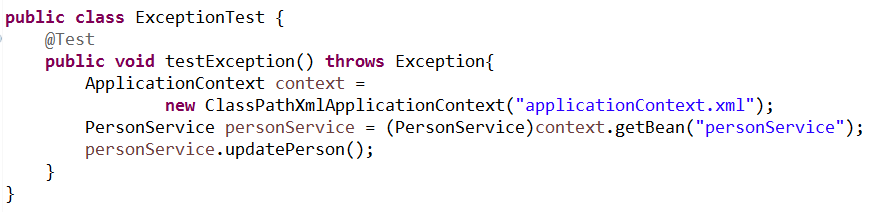 public class ExceptionTest {
    @Test
    public void testException() throws Exception{
        ApplicationContext context =
                new ClassPathXmlApplicationContext("applicationContext.xml");
        PersonService personService = (PersonService)context.getBean("personService");
        personService.updatePerson();
    }
}